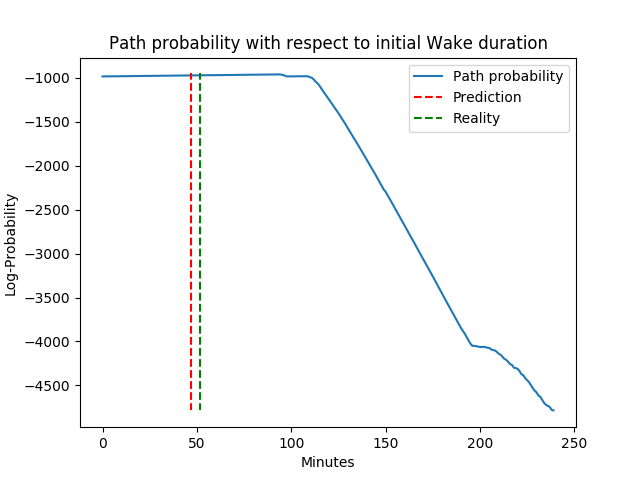 Path probability with respect to initial Wake duration
Path probability
Prediction
Reality
Log-Probability
−1000
−1500
−2000
−2500
−3000
−3500
−4000
−4500
0 50 100 150 200 250
Minutes